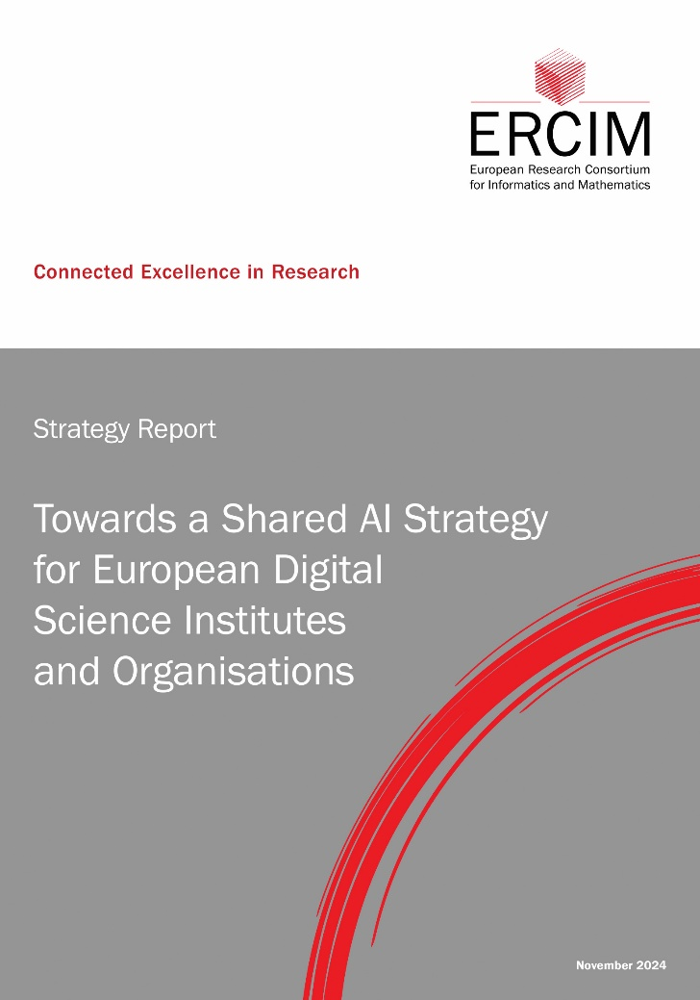 ERCIM
European Research Consortium
for Informatics and Mathematics
Connected Excellence in Research
Strategy Report
Towards a Shared AI Strategy
for European Digital
Science Institutes
and Organisations
November 2024